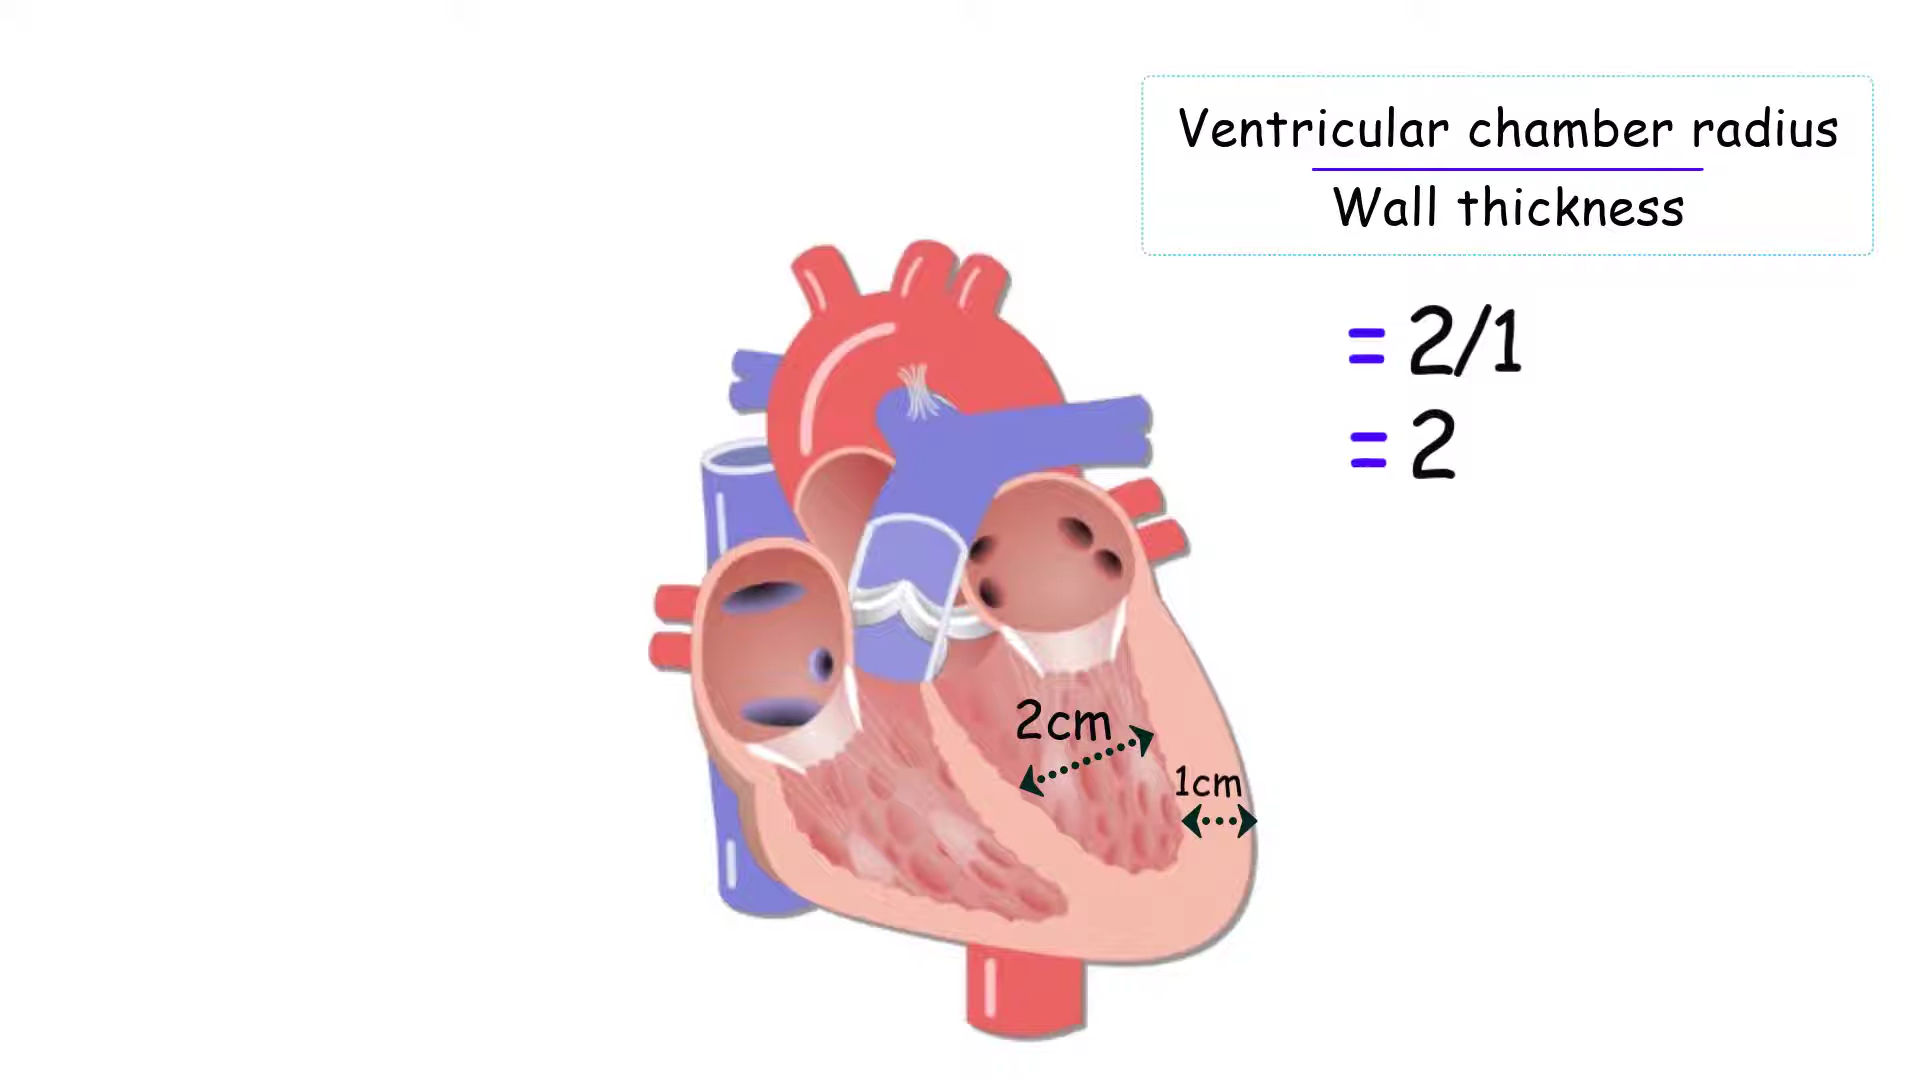 Ventricular chamber radius
Wall thickness
= 2/1
= 2
2cm
1cm